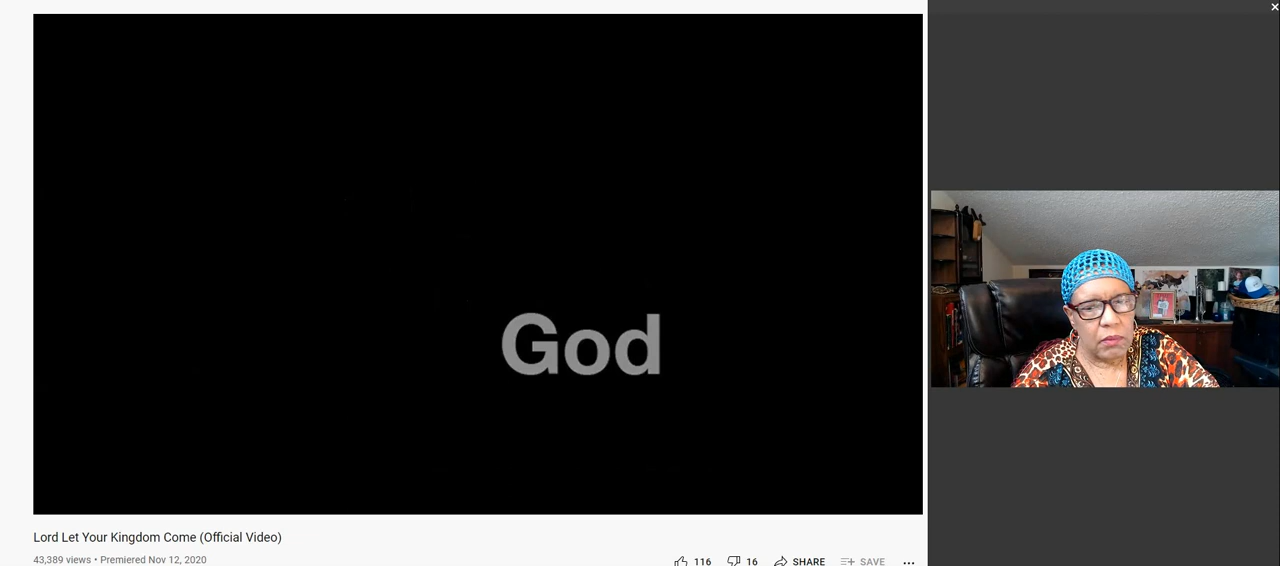 God
Lord Let Your Kingdom Come (Official Video)
43,389 views • Premiered Nov 12, 2020
116
16
SHARE
SAVE